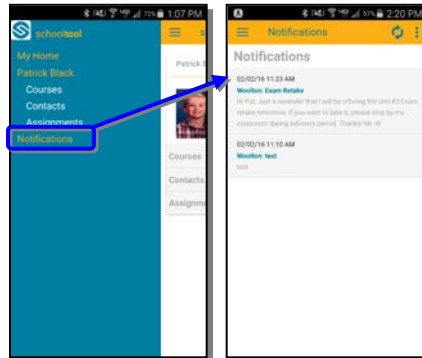 72% 1:07 PM
schooltool
My Home
Patrick Black
Courses
Contacts
Assignments
Notifications
s
Patrick B
Courses
Contacts
Assignme
57% 2:20 PM
Notifications
Notifications
02/02/16 11:23 AM
Woolton: Exam Retake
Hi Pat, Just a reminder that I will be offering the Unit #3 Exam
retake tomorrow. If you want to take it, please stop by my
classroom during Advisory period. Thanks! Mr. W
02/02/16 11:10 AM
Woolton: test
test